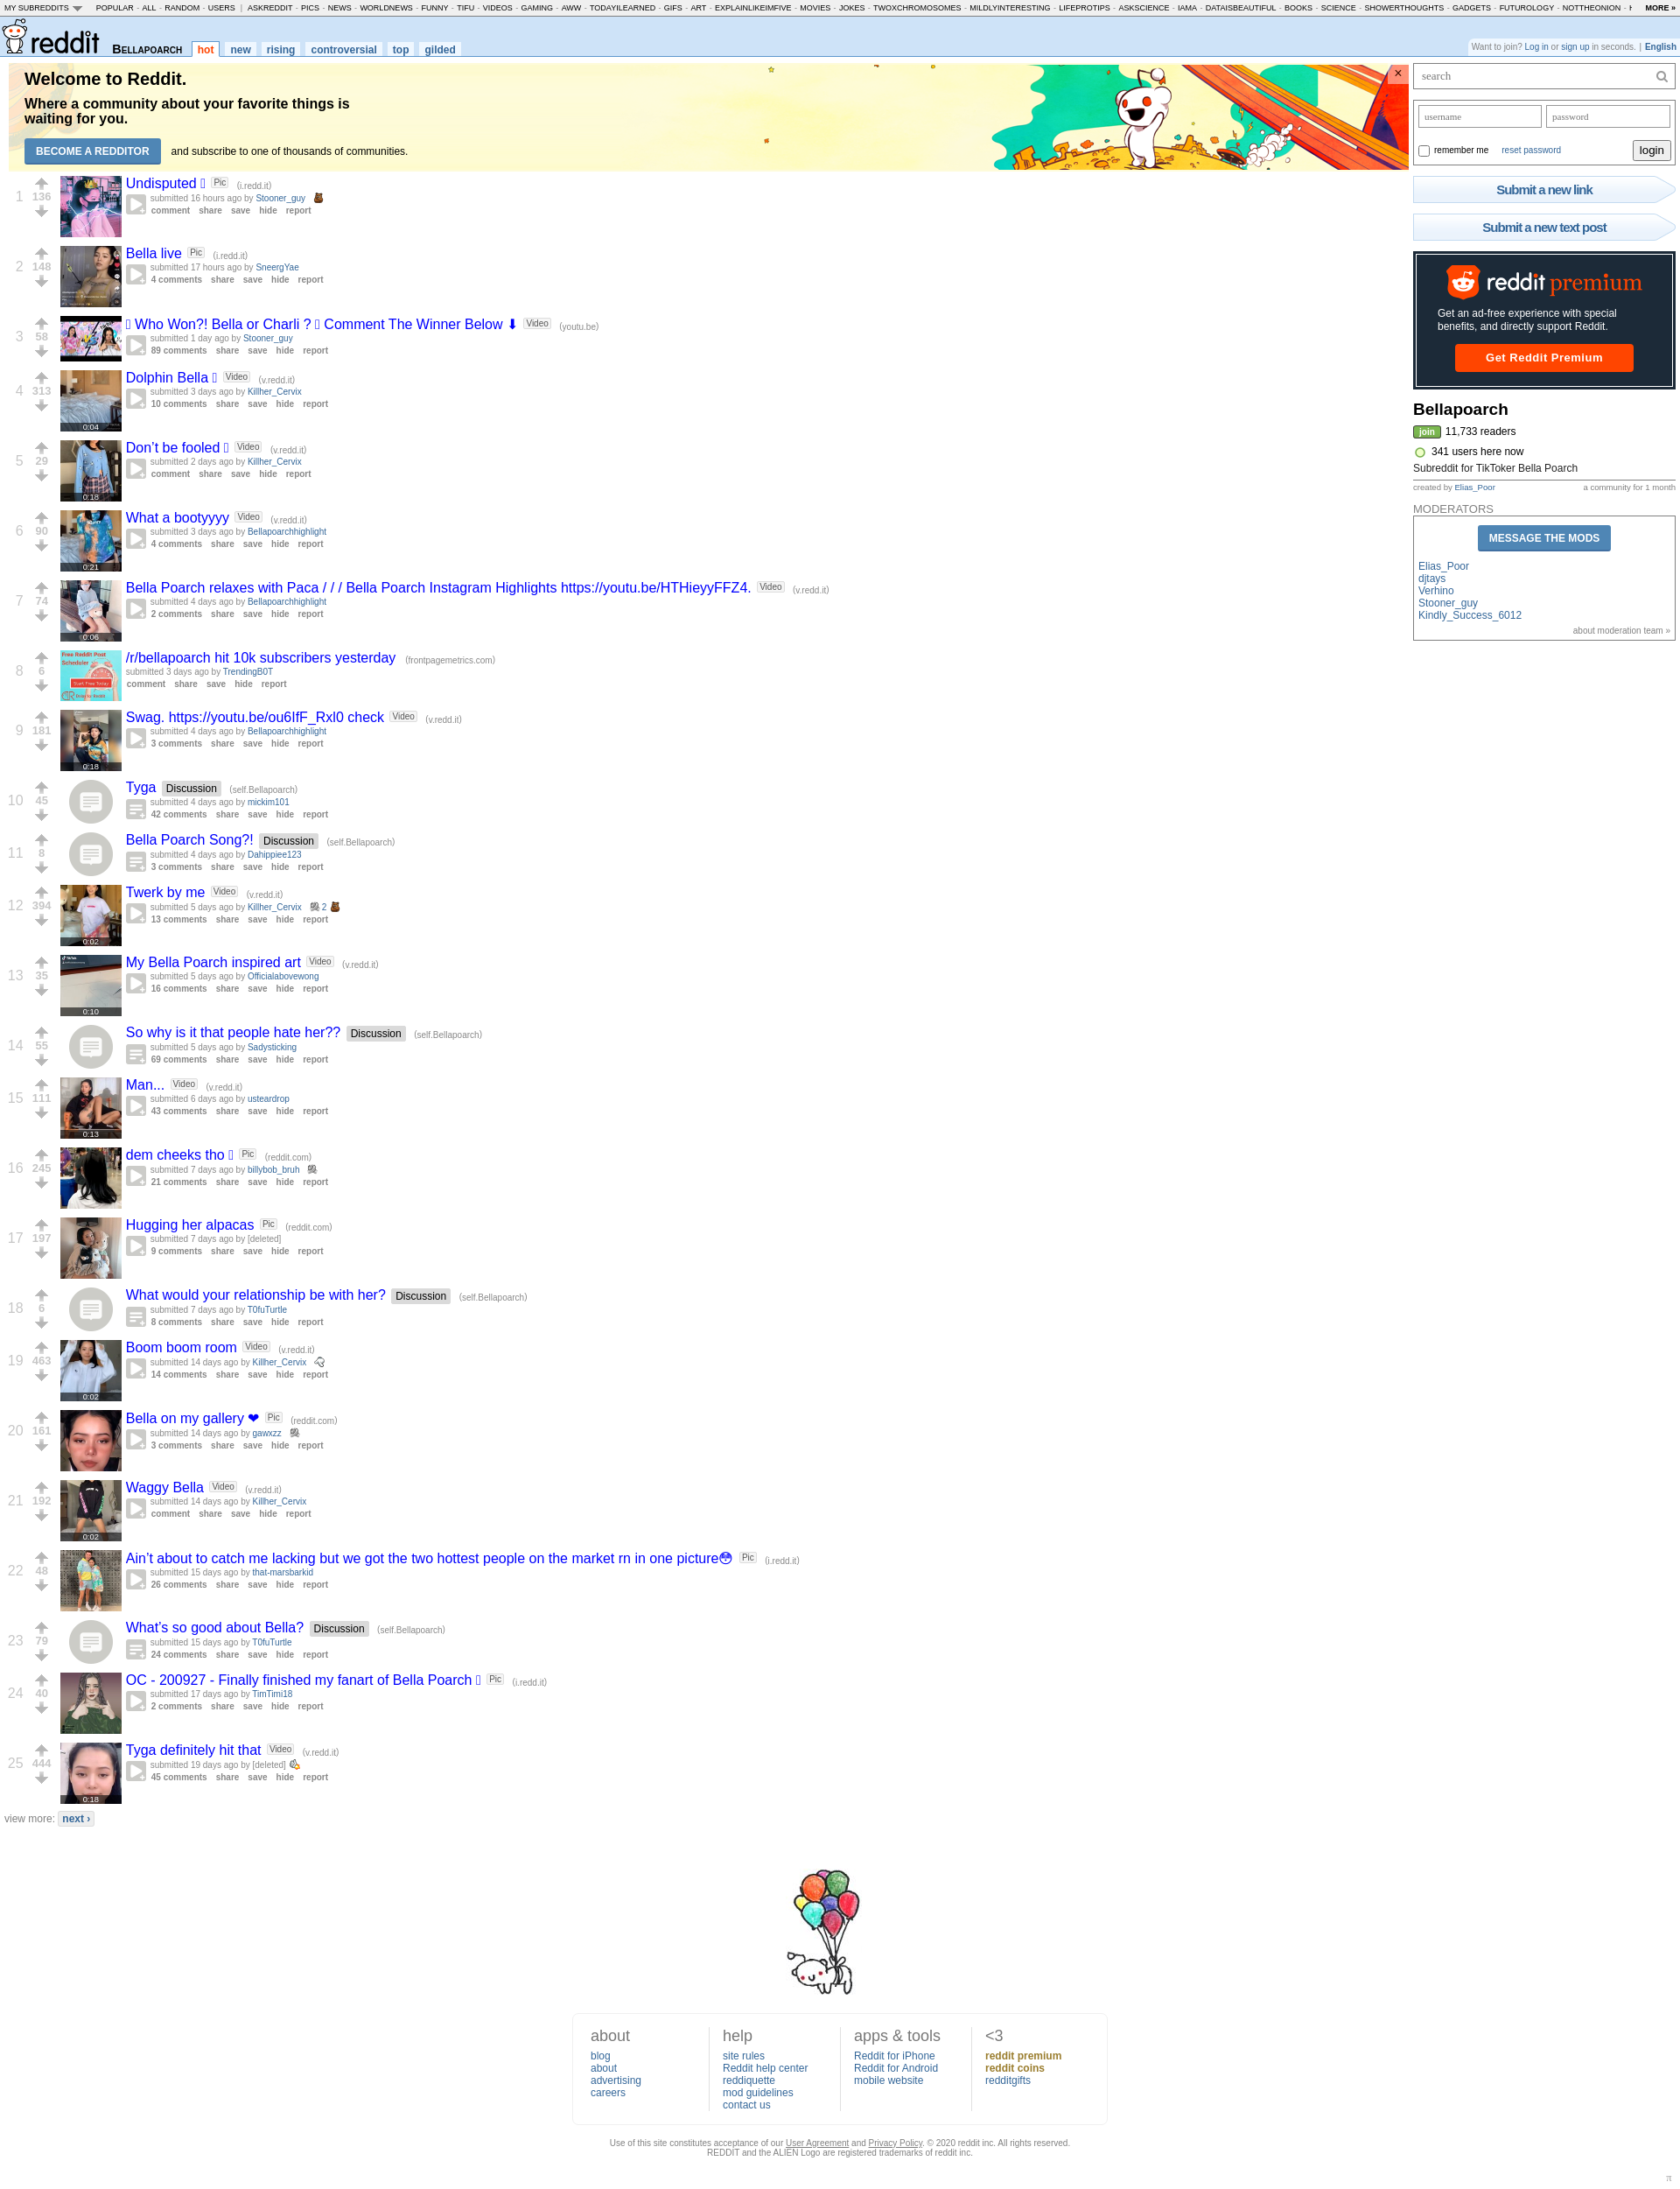 MY SUBREDDITS POPULAR - ALL - RANDOM - USERS | ASKREDDIT - PICS - NEWS - WORLDNEWS - FUNNY - TIFU - VIDEOS - GAMING - AWW - TODAYILEARNED - GIFS - ART - EXPLAINLIKEIMFIVE - MOVIES - JOKES - TWOXCHROMOSOMES - MILDLYINTERESTING - LIFEPROTIPS - ASKSCIENCE - IAMA - DATAISBEAUTIFUL - BOOKS - SCIENCE - SHOWERTHOUGHTS - GADGETS - FUTUROLOGY - NOTTHEONION - MORE »
reddit BELLAPOARCH hot new rising controversial top gilded
Want to join? Log in or sign up in seconds. | English
Welcome to Reddit.
Where a community about your favorite things is
waiting for you.
BECOME A REDDITOR and subscribe to one of thousands of communities.
1 136 Undisputed Pic (i.redd.it)
submitted 16 hours ago by Stooner_guy
comment share save hide report
2 148 Bella live Pic (i.redd.it)
submitted 17 hours ago by SneergYae
4 comments share save hide report
3 58 Who Won?! Bella or Charli ? Comment The Winner Below ⬇ Video (youtu.be)
submitted 1 day ago by Stooner_guy
89 comments share save hide report
4 313 Dolphin Bella Video (v.redd.it)
submitted 3 days ago by Killher_Cervix
10 comments share save hide report
0:04
5 29 Don’t be fooled Video (v.redd.it)
submitted 2 days ago by Killher_Cervix
comment share save hide report
0:18
6 90 What a bootyyyy Video (v.redd.it)
submitted 3 days ago by Bellapoarchhighlight
4 comments share save hide report
0:21
7 74 Bella Poarch relaxes with Paca / / / Bella Poarch Instagram Highlights https://youtu.be/HTHieyyFFZ4. Video (v.redd.it)
submitted 4 days ago by Bellapoarchhighlight
2 comments share save hide report
0:06
8 6 /r/bellapoarch hit 10k subscribers yesterday (frontpagemetrics.com)
submitted 3 days ago by TrendingB0T
comment share save hide report
Free Reddit Post
Scheduler
9 181 Swag. https://youtu.be/ou6IfF_Rxl0 check Video (v.redd.it)
submitted 4 days ago by Bellapoarchhighlight
3 comments share save hide report
0:18
10 45 Tyga Discussion (self.Bellapoarch)
submitted 4 days ago by mickim101
42 comments share save hide report
11 8 Bella Poarch Song?! Discussion (self.Bellapoarch)
submitted 4 days ago by Dahippiee123
3 comments share save hide report
12 394 Twerk by me Video (v.redd.it)
submitted 5 days ago by Killher_Cervix 2
13 comments share save hide report
0:02
13 35 My Bella Poarch inspired art Video (v.redd.it)
submitted 5 days ago by Officialabovewong
16 comments share save hide report
0:10
14 55 So why is it that people hate her?? Discussion (self.Bellapoarch)
submitted 5 days ago by Sadysticking
69 comments share save hide report
15 111 Man... Video (v.redd.it)
submitted 6 days ago by usteardrop
43 comments share save hide report
0:13
16 245 dem cheeks tho Pic (reddit.com)
submitted 7 days ago by billybob_bruh
21 comments share save hide report
17 197 Hugging her alpacas Pic (reddit.com)
submitted 7 days ago by [deleted]
9 comments share save hide report
18 6 What would your relationship be with her? Discussion (self.Bellapoarch)
submitted 7 days ago by T0fuTurtle
8 comments share save hide report
19 463 Boom boom room Video (v.redd.it)
submitted 14 days ago by Killher_Cervix
14 comments share save hide report
0:02
20 161 Bella on my gallery ❤ Pic (reddit.com)
submitted 14 days ago by gawxzz
3 comments share save hide report
21 192 Waggy Bella Video (v.redd.it)
submitted 14 days ago by Killher_Cervix
comment share save hide report
0:02
22 48 Ain’t about to catch me lacking but we got the two hottest people on the market rn in one picture😳 Pic (i.redd.it)
submitted 15 days ago by that-marsbarkid
26 comments share save hide report
23 79 What’s so good about Bella? Discussion (self.Bellapoarch)
submitted 15 days ago by T0fuTurtle
24 comments share save hide report
24 40 OC - 200927 - Finally finished my fanart of Bella Poarch Pic (i.redd.it)
submitted 17 days ago by TimTimi18
2 comments share save hide report
25 444 Tyga definitely hit that Video (v.redd.it)
submitted 19 days ago by [deleted]
45 comments share save hide report
0:18
view more: next ›
search
username password
remember me reset password login
Submit a new link
Submit a new text post
reddit premium
Get an ad-free experience with special
benefits, and directly support Reddit.
Get Reddit Premium
Bellapoarch
join 11,733 readers
341 users here now
Subreddit for TikToker Bella Poarch
created by Elias_Poor a community for 1 month
MODERATORS
MESSAGE THE MODS
Elias_Poor
djtays
Verhino
Stooner_guy
Kindly_Success_6012
about moderation team »
about
blog
about
advertising
careers
help
site rules
Reddit help center
reddiquette
mod guidelines
contact us
apps & tools
Reddit for iPhone
Reddit for Android
mobile website
<3
reddit premium
reddit coins
redditgifts
Use of this site constitutes acceptance of our User Agreement and Privacy Policy. © 2020 reddit inc. All rights reserved.
REDDIT and the ALIEN Logo are registered trademarks of reddit inc.
π